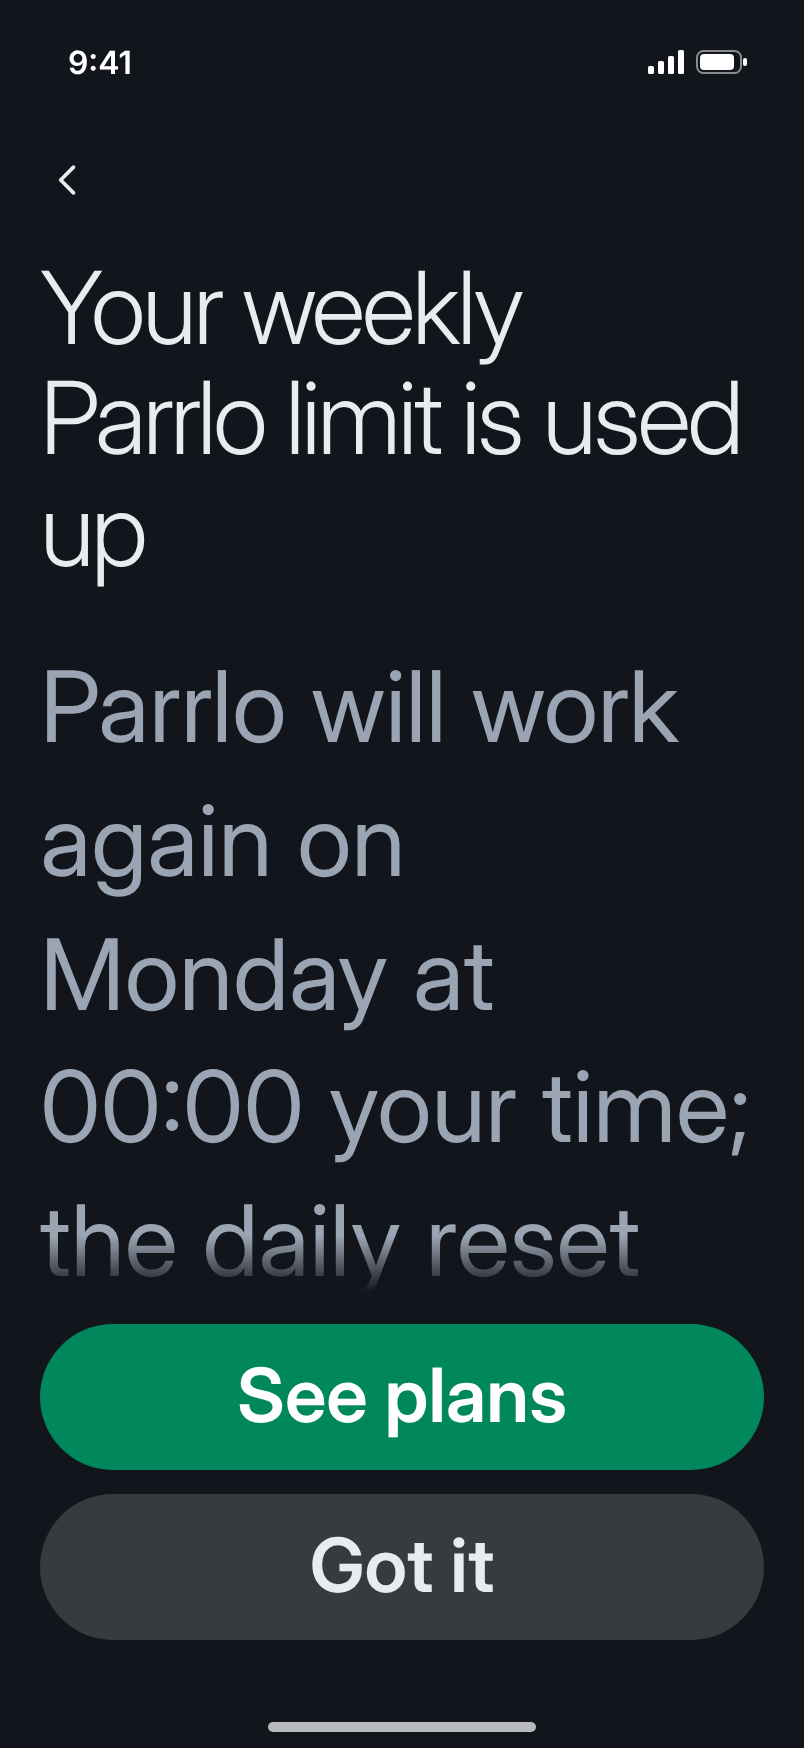 9:41
Your weekly
Parrlo limit is used
up
Parrlo will work
again on
Monday at
00:00 your time;
the daily reset
See plans
Got it